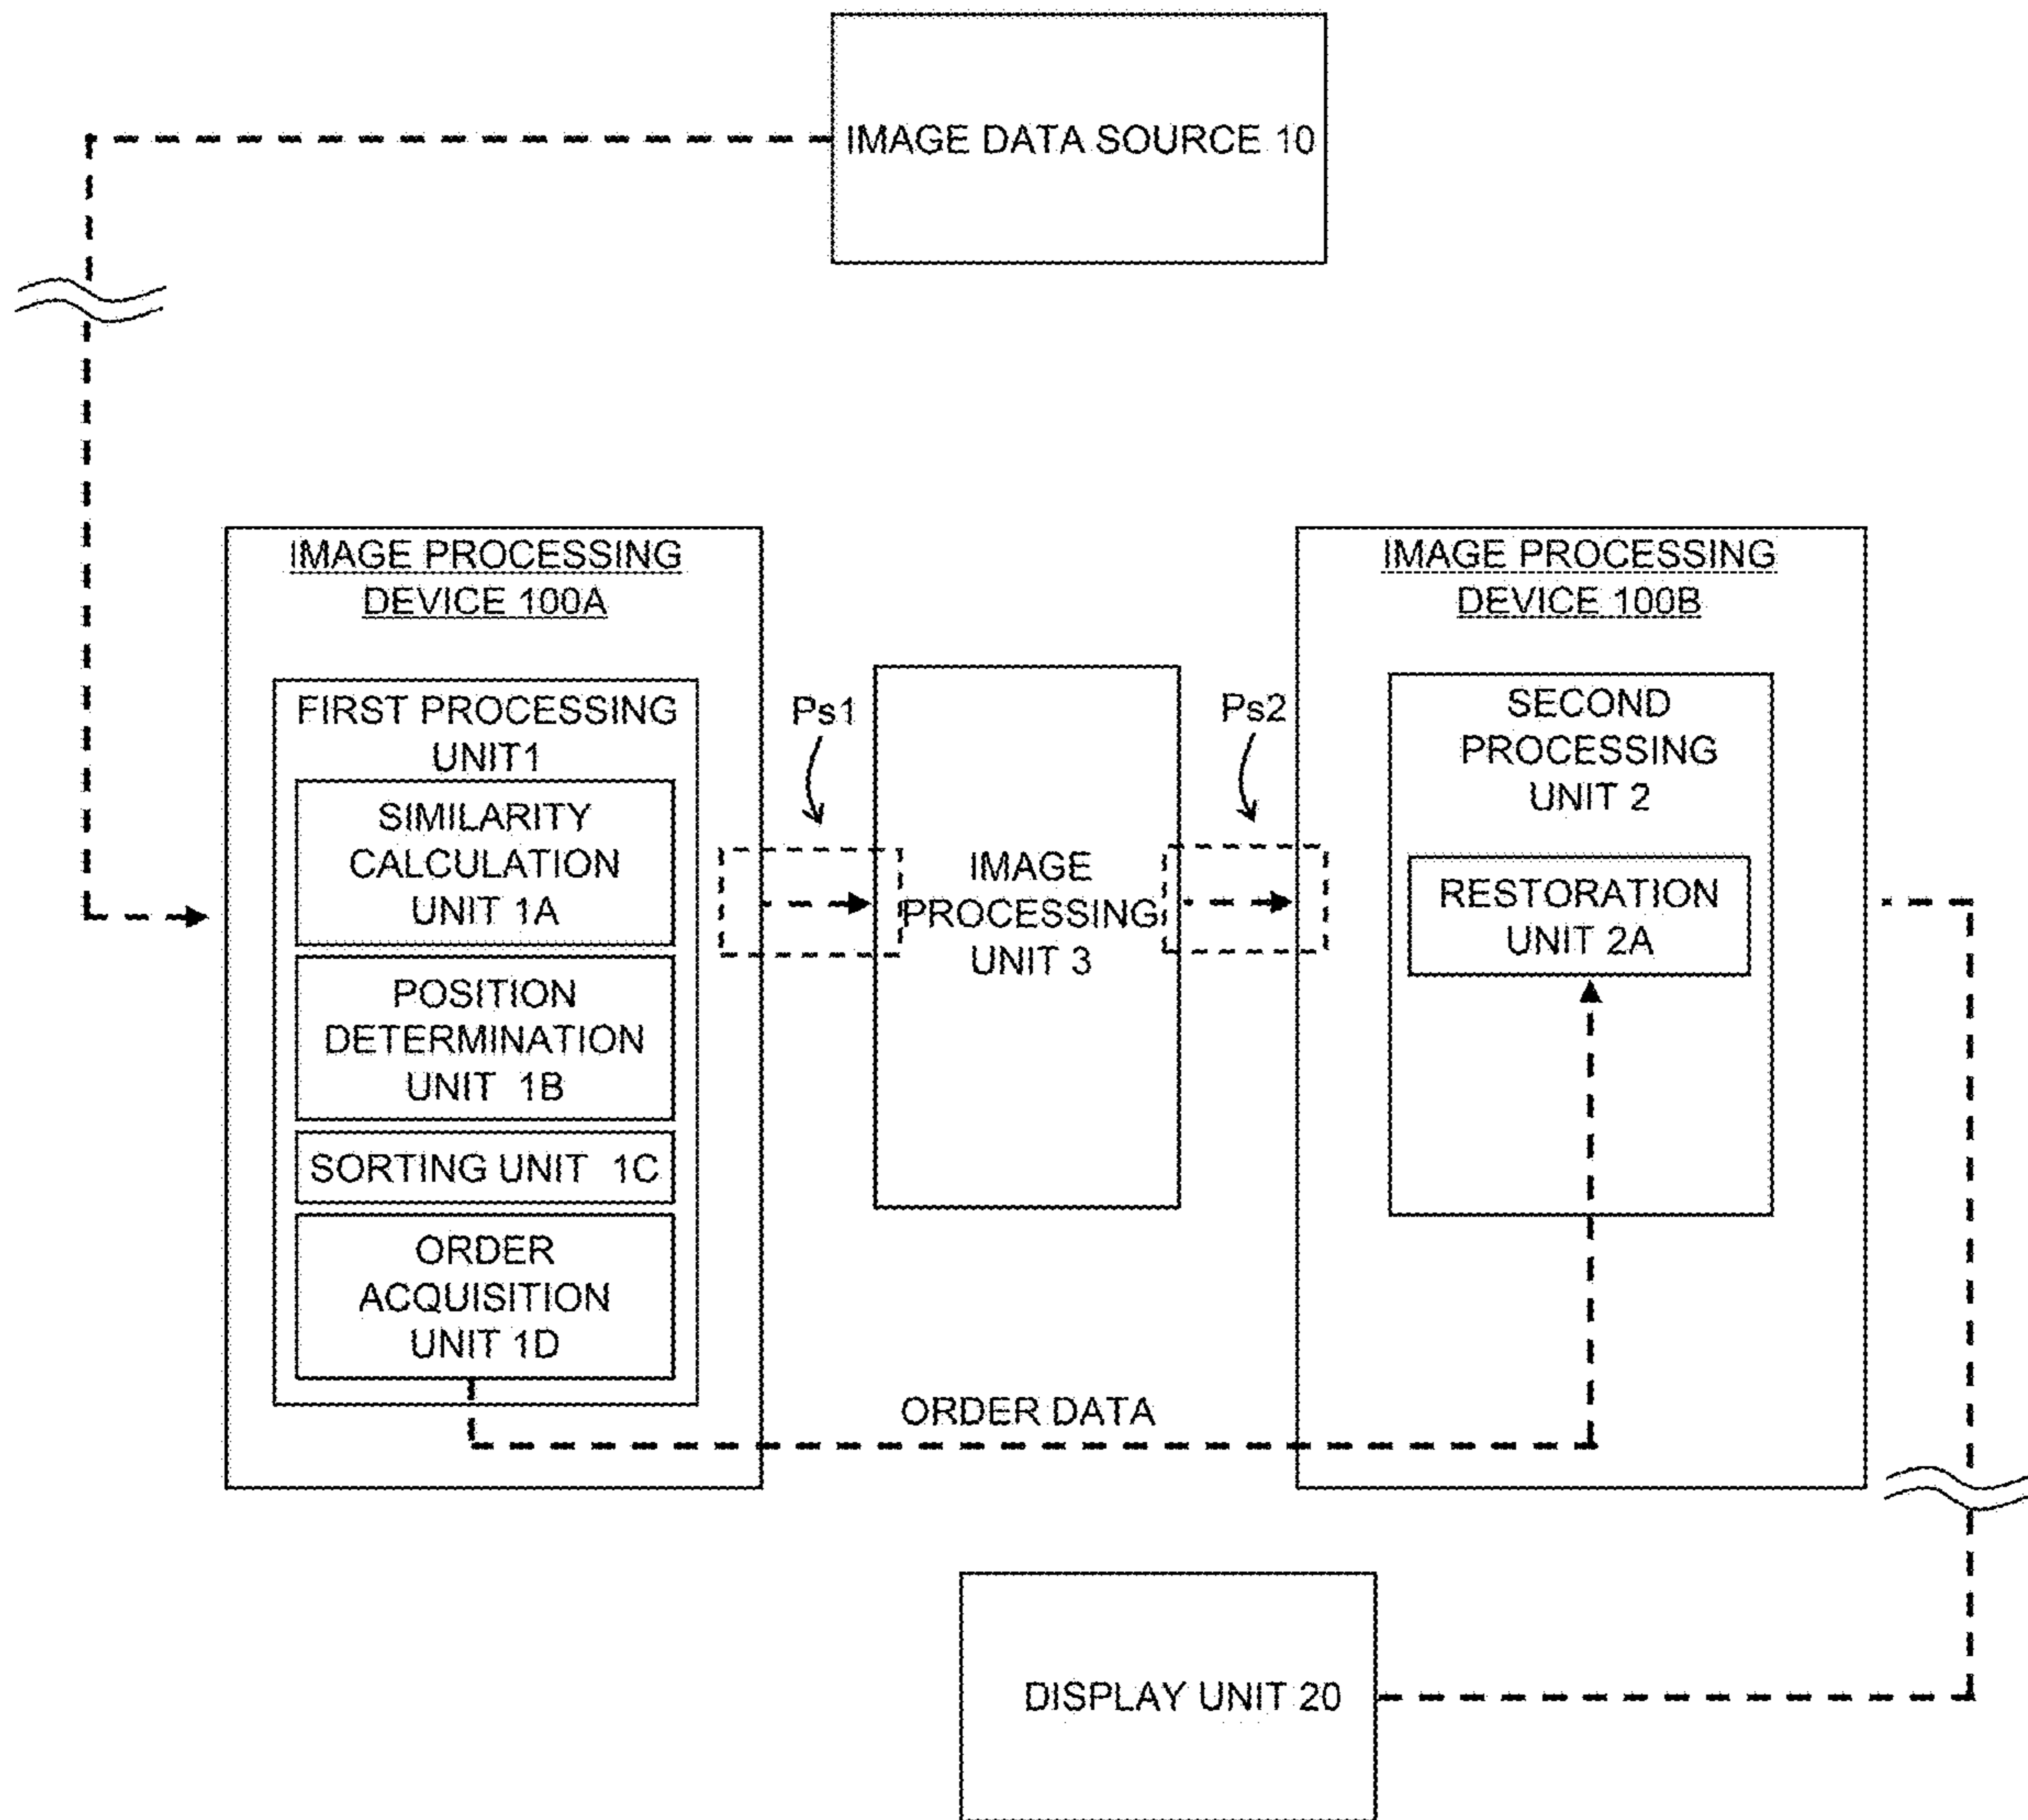 IMAGE DATA SOURCE 10
IMAGE PROCESSING
DEVICE 100A
FIRST PROCESSING
UNIT1
SIMILARITY
CALCULATION
UNIT 1A
POSITION
DETERMINATION
UNIT 1B
SORTING UNIT 1C
ORDER
ACQUISITION
UNIT 1D
Ps1
IMAGE
PROCESSING
UNIT 3
Ps2
IMAGE PROCESSING
DEVICE 100B
SECOND
PROCESSING
UNIT 2
RESTORATION
UNIT 2A
ORDER DATA
DISPLAY UNIT 20